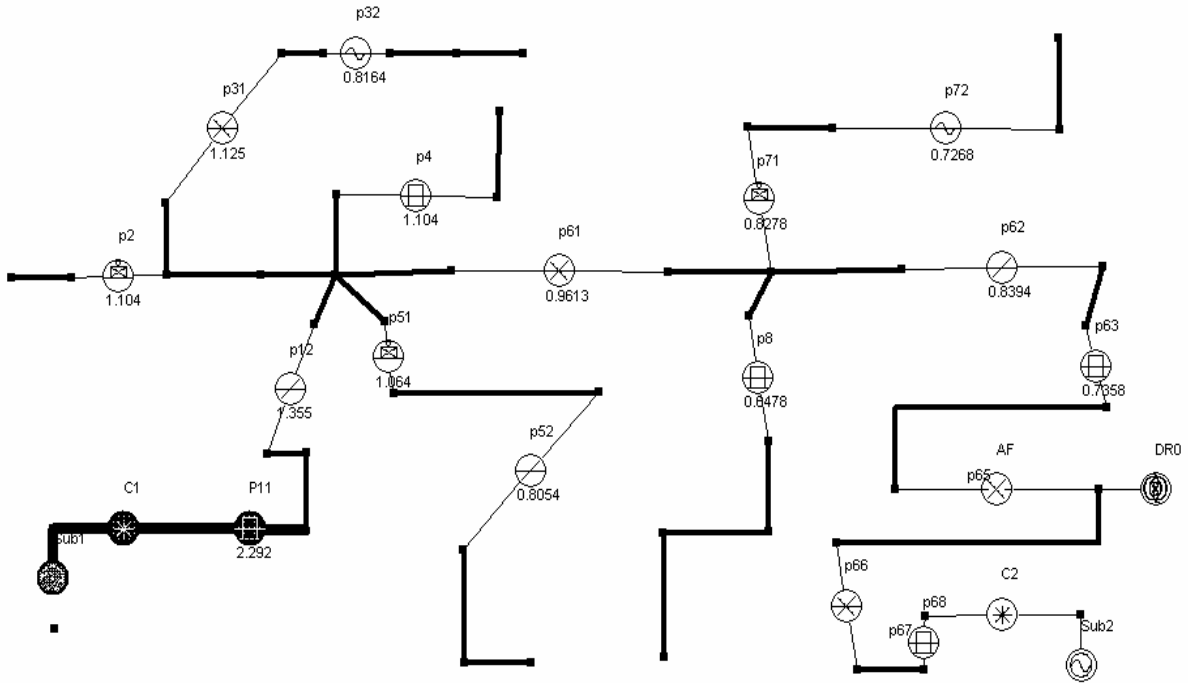 p32
0.8164
p31
1.125
p72
0.7268
p4
1.104
p71
0.8278
p2
1.104
p61
0.9613
p62
0.8394
p51
1.064
p12
1.355
p8
0.6478
p63
0.7358
p52
0.8054
AF
p65
DR0
C1
P11
2.292
Sub1
p66
C2
p68
p67
Sub2